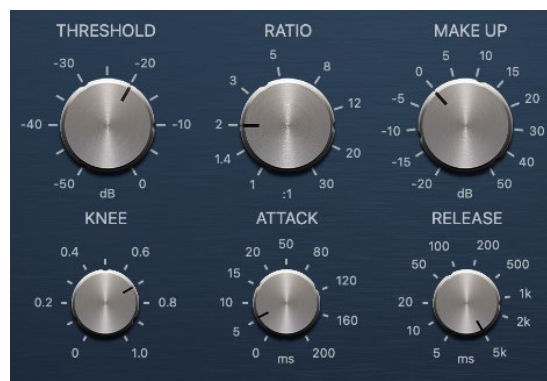 THRESHOLD RATIO MAKE UP
-30 -20 5 8 5 10
3 0 15
12 -5 20
-40 -10 2 -10 30
1.4 20 -15 40
-50 dB 0 1 :1 30 -20 dB 50
KNEE ATTACK RELEASE
0.4 0.6 20 50 80 100 200
15 120 50 500
0.2 0.8 10 20 1k
5 160 10 2k
0 1.0 0 ms 200 5 ms 5k